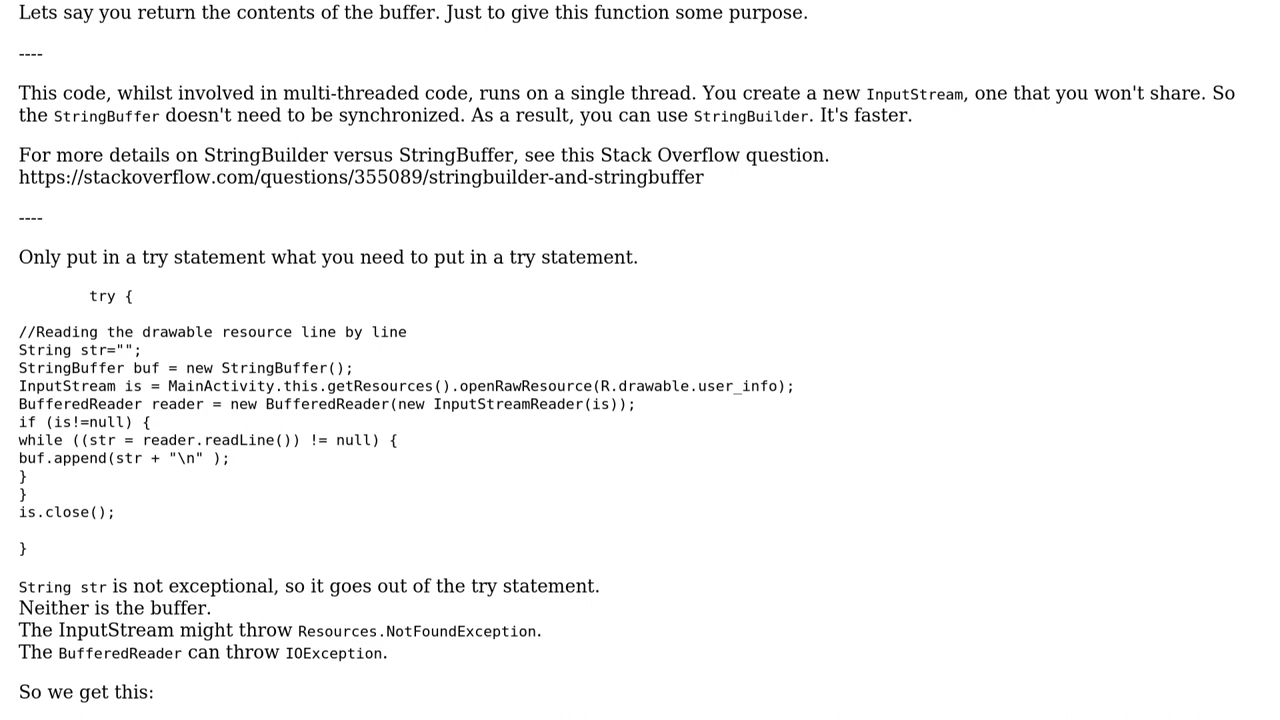 Lets say you return the contents of the buffer. Just to give this function some purpose.
----
This code, whilst involved in multi-threaded code, runs on a single thread. You create a new InputStream, one that you won't share. So
the StringBuffer doesn't need to be synchronized. As a result, you can use StringBuilder. It's faster.
For more details on StringBuilder versus StringBuffer, see this Stack Overflow question.
https://stackoverflow.com/questions/355089/stringbuilder-and-stringbuffer
----
Only put in a try statement what you need to put in a try statement.
try {
//Reading the drawable resource line by line
String str="";
StringBuffer buf = new StringBuffer();
InputStream is = MainActivity.this.getResources().openRawResource(R.drawable.user_info);
BufferedReader reader = new BufferedReader(new InputStreamReader(is));
if (is!=null) {
while ((str = reader.readLine()) != null) {
buf.append(str + "\n" );
}
}
is.close();
}
String str is not exceptional, so it goes out of the try statement.
Neither is the buffer.
The InputStream might throw Resources.NotFoundException.
The BufferedReader can throw IOException.
So we get this: